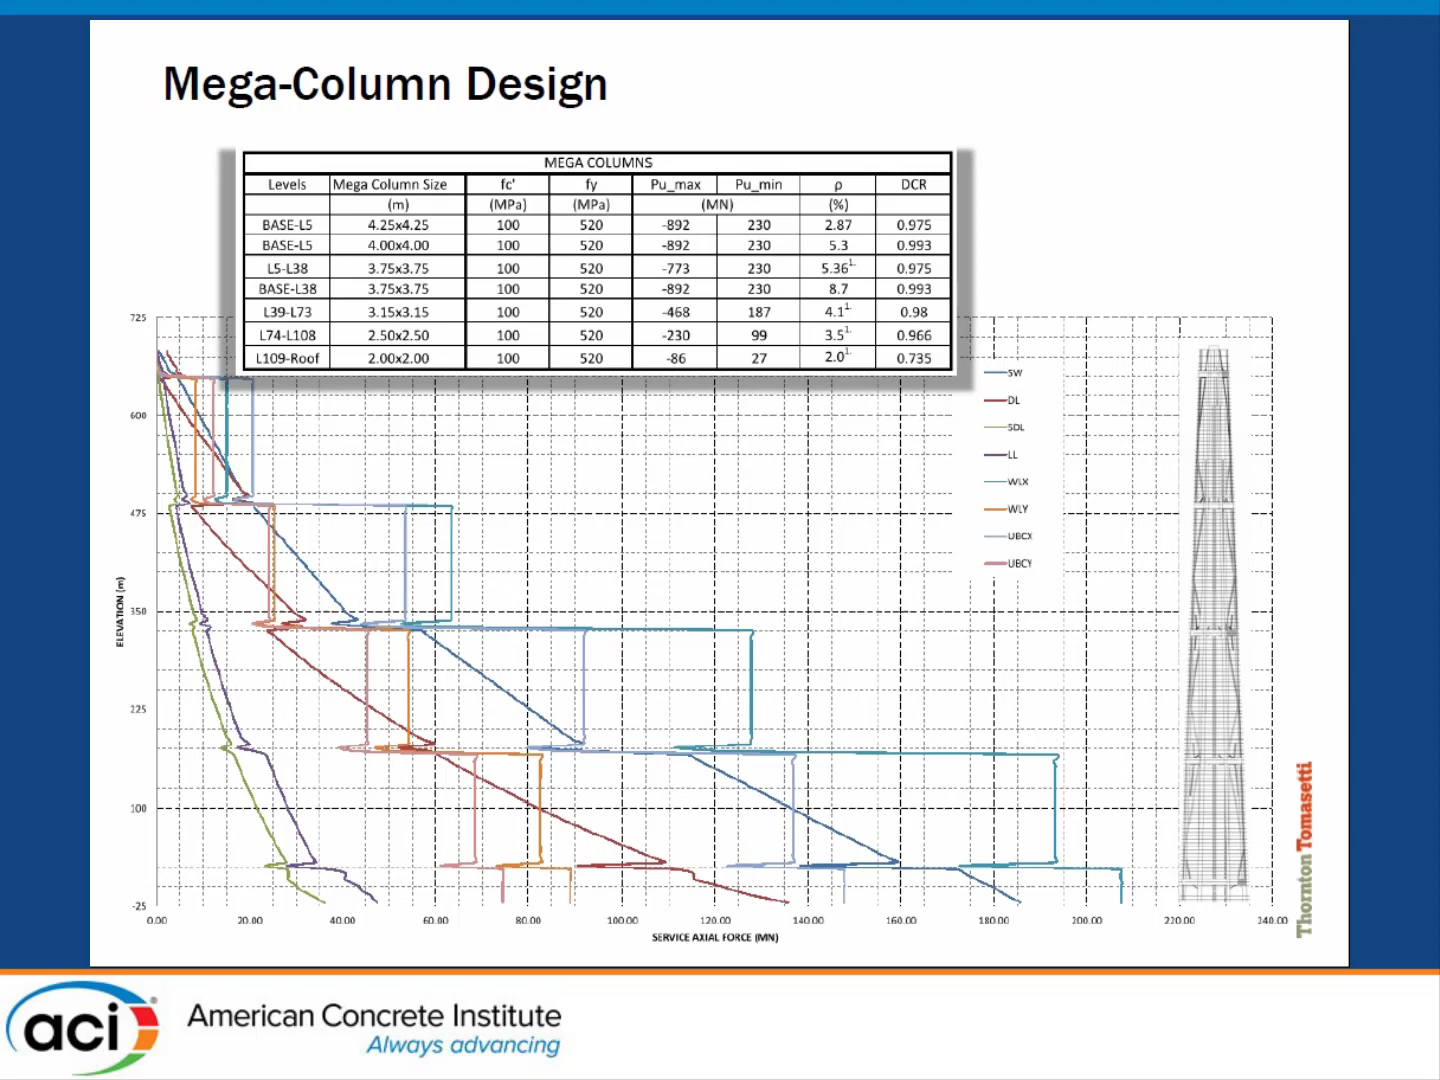 Mega-Column Design
MEGA COLUMNS
Levels Mega Column Size fc' fy Pu_max Pu_min ρ DCR
(m) (MPa) (MPa) (MN) (%)
BASE-L5 4.25x4.25 100 520 -892 230 2.87 0.975
BASE-L5 4.00x4.00 100 520 -892 230 5.3 0.993
L5-L38 3.75x3.75 100 520 -773 230 5.36¹· 0.975
BASE-L38 3.75x3.75 100 520 -892 230 8.7 0.993
L39-L73 3.15x3.15 100 520 -468 187 4.1¹· 0.98
L74-L108 2.50x2.50 100 520 -230 99 3.5¹· 0.966
L109-Roof 2.00x2.00 100 520 -86 27 2.0¹· 0.735
725
600
475
350
225
100
-25
ELEVATION (m)
SW
DL
SDL
LL
WLX
WLY
UBCX
UBCY
0.00 20.00 40.00 60.00 80.00 100.00 120.00 140.00 160.00 180.00 200.00 220.00 240.00
SERVICE AXIAL FORCE (MN)
Thornton Tomasetti
aci®
American Concrete Institute
Always advancing